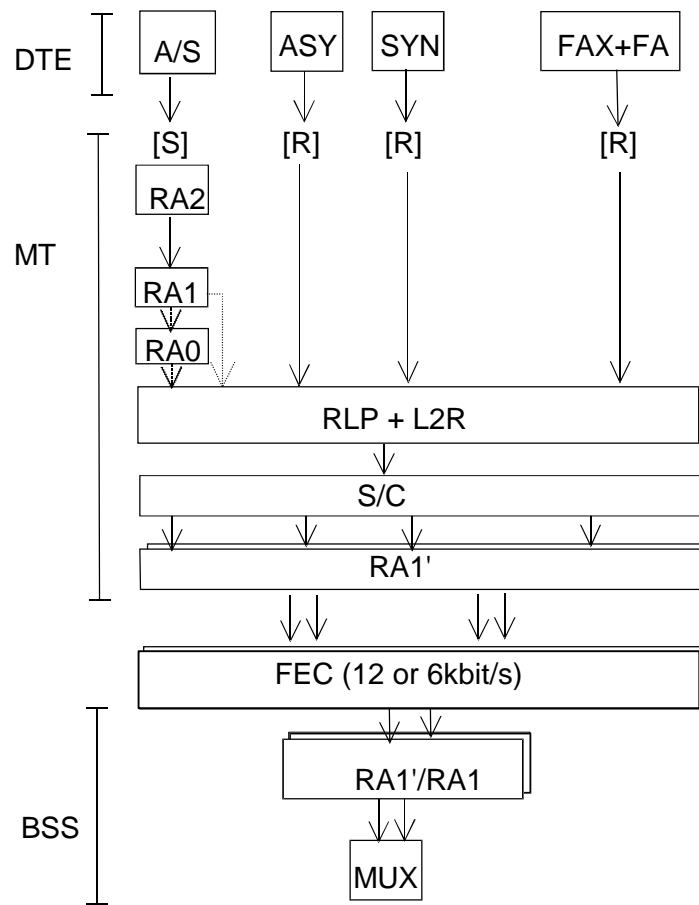 DTE
A/S
ASY
SYN
FAX+FA
[S]
[R]
[R]
[R]
RA2
MT
RA1
RA0
RLP + L2R
S/C
RA1'
FEC (12 or 6kbit/s)
RA1'/RA1
BSS
MUX